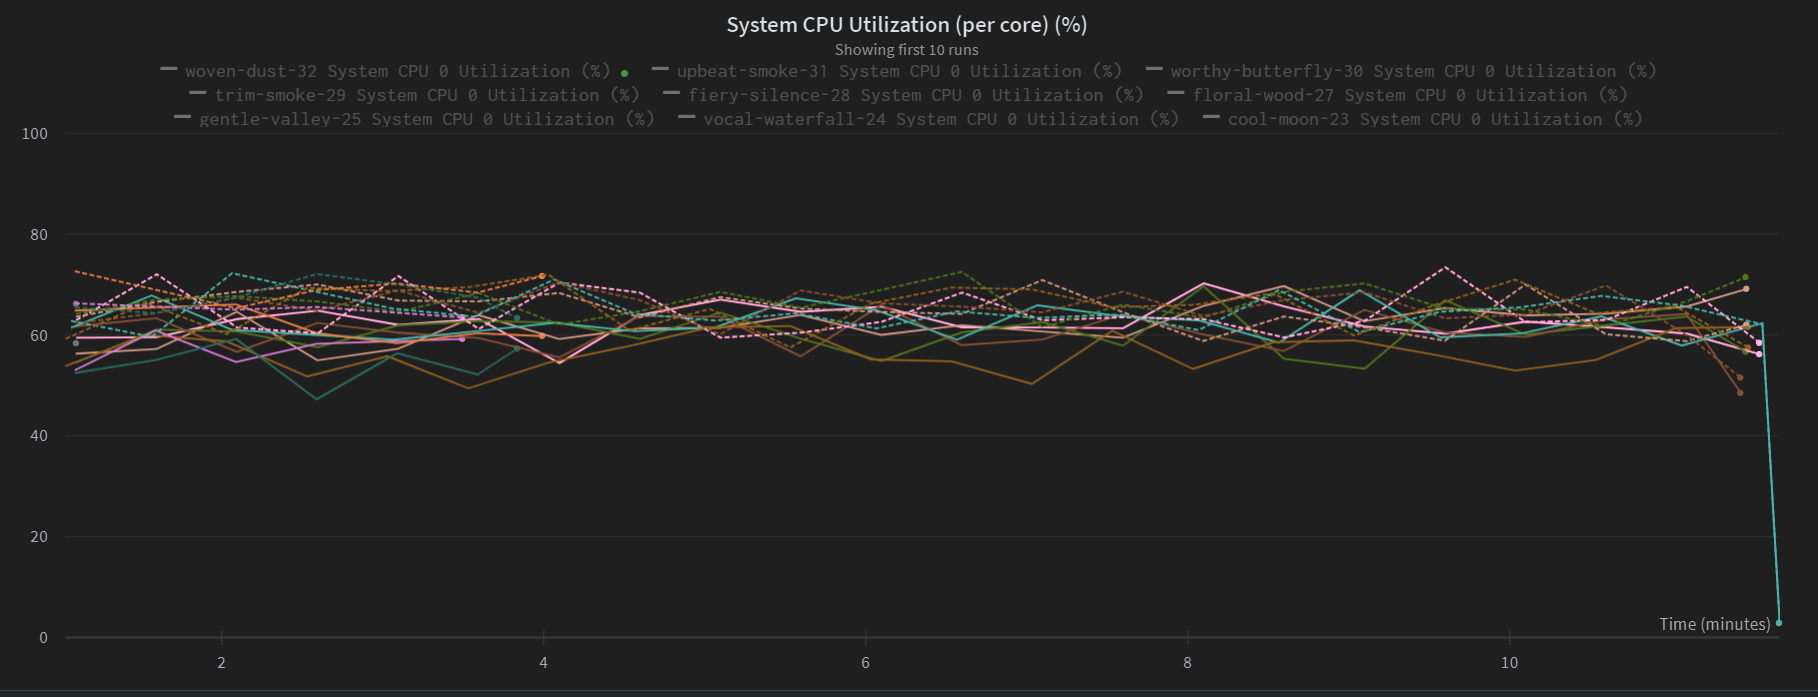 System CPU Utilization (per core) (%)
Showing first 10 runs
woven-dust-32 System CPU 0 Utilization (%) upbeat-smoke-31 System CPU 0 Utilization (%) worthy-butterfly-30 System CPU 0 Utilization (%)
trim-smoke-29 System CPU 0 Utilization (%) fiery-silence-28 System CPU 0 Utilization (%) floral-wood-27 System CPU 0 Utilization (%)
gentle-valley-25 System CPU 0 Utilization (%) vocal-waterfall-24 System CPU 0 Utilization (%) cool-moon-23 System CPU 0 Utilization (%)
100
80
60
40
20
0
Time (minutes)
2 4 6 8 10